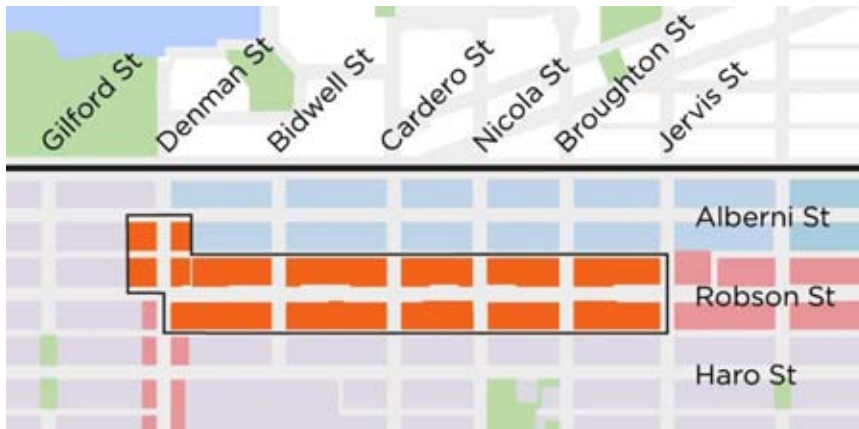 Gilford St
Denman St
Bidwell St
Cardero St
Nicola St
Broughton St
Jervis St
Alberni St
Robson St
Haro St